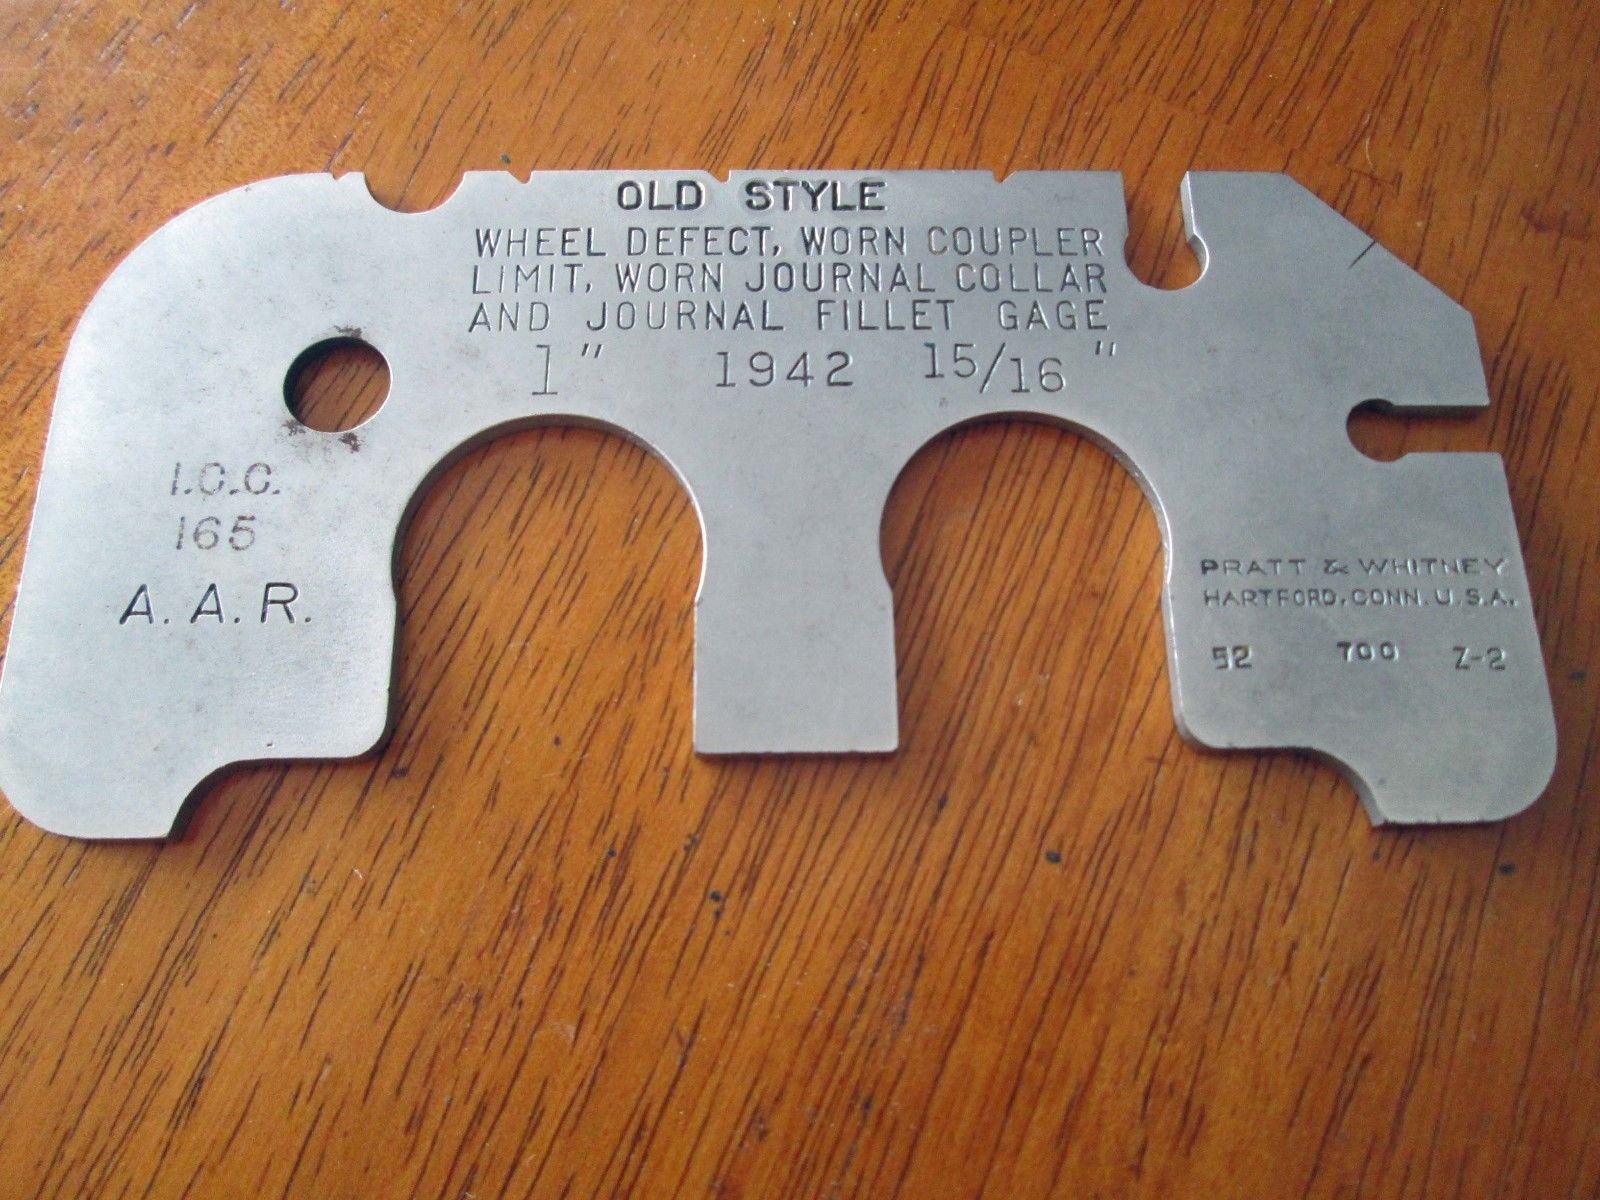 OLD STYLE
WHEEL DEFECT, WORN COUPLER
LIMIT, WORN JOURNAL COLLAR
AND JOURNAL FILLET GAGE
1" 1942 15/16"
I.C.C.
165
A.A.R.
PRATT & WHITNEY
HARTFORD, CONN. U.S.A.
52 700 Z-2